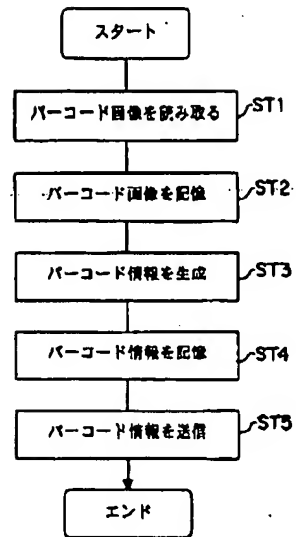 スタート
バーコード画像を読み取る
ST1
バーコード画像を記憶
ST2
バーコード情報を生成
ST3
バーコード情報を記憶
ST4
バーコード情報を送信
ST5
エンド